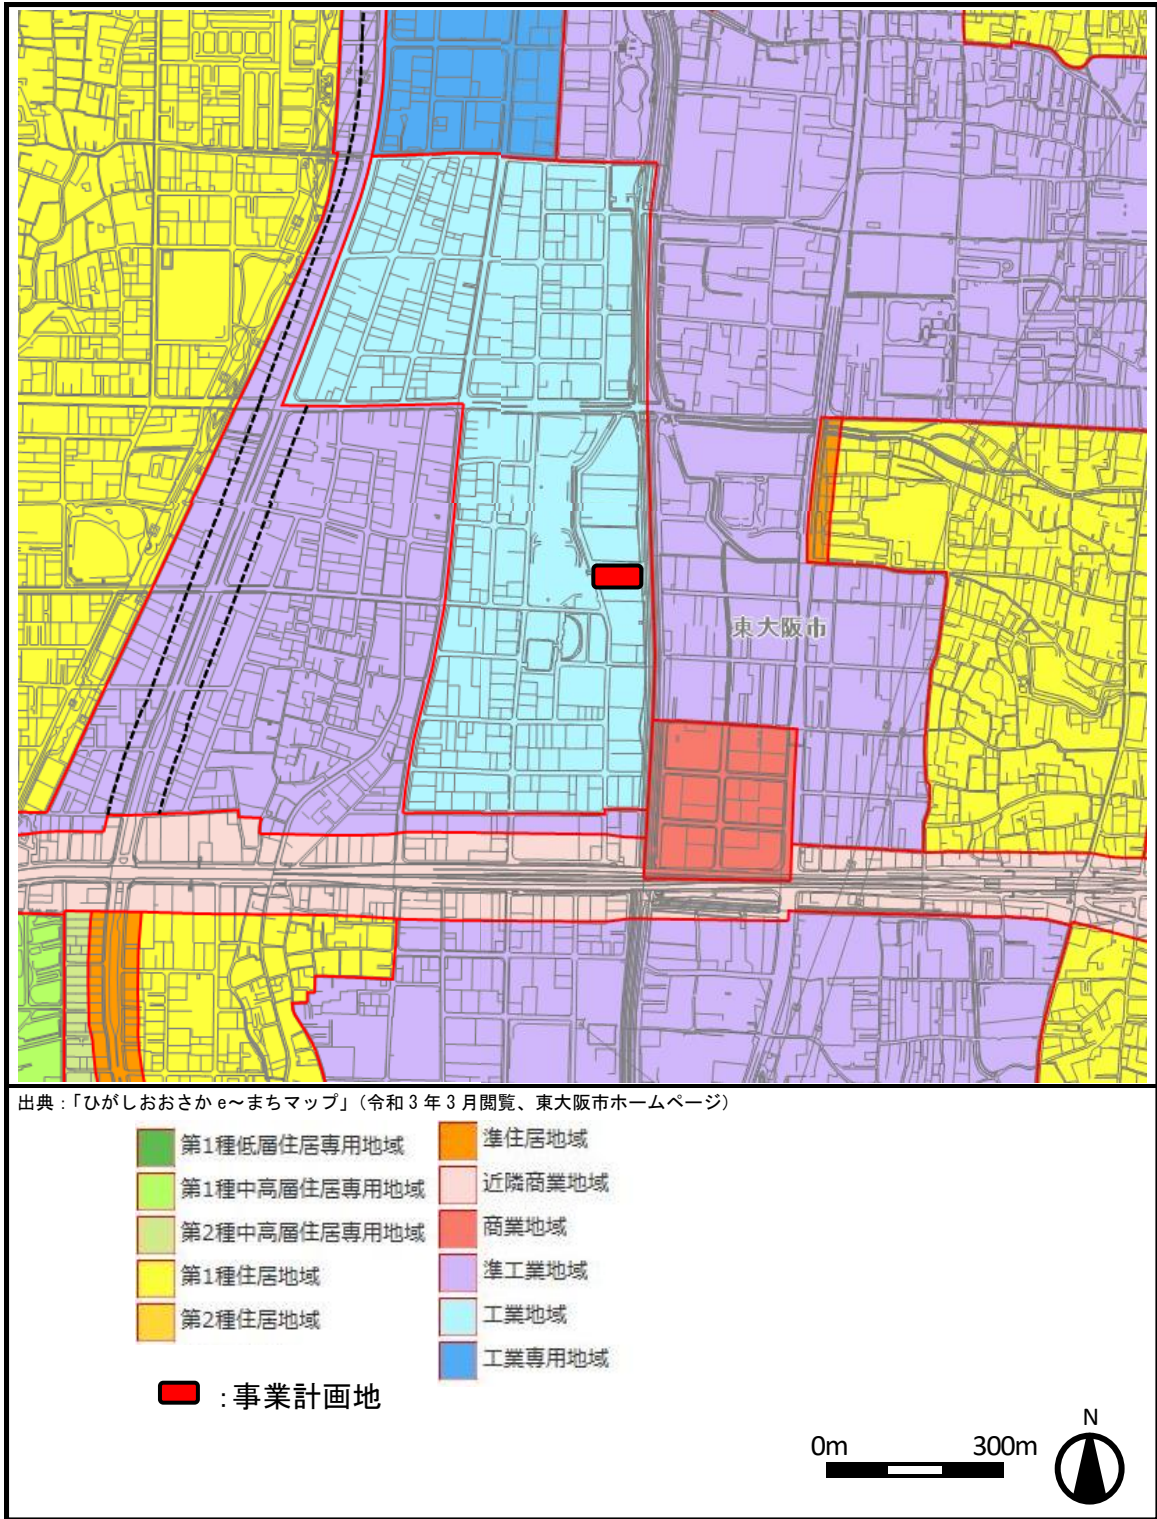 東大阪市
出典：「ひがしおおさか e～まちマップ」（令和 3 年 3 月閲覧、東大阪市ホームページ）
第1種低層住居専用地域
第1種中高層住居専用地域
第2種中高層住居専用地域
第1種住居地域
第2種住居地域
準住居地域
近隣商業地域
商業地域
準工業地域
工業地域
工業専用地域
：事業計画地
0m 300m
N